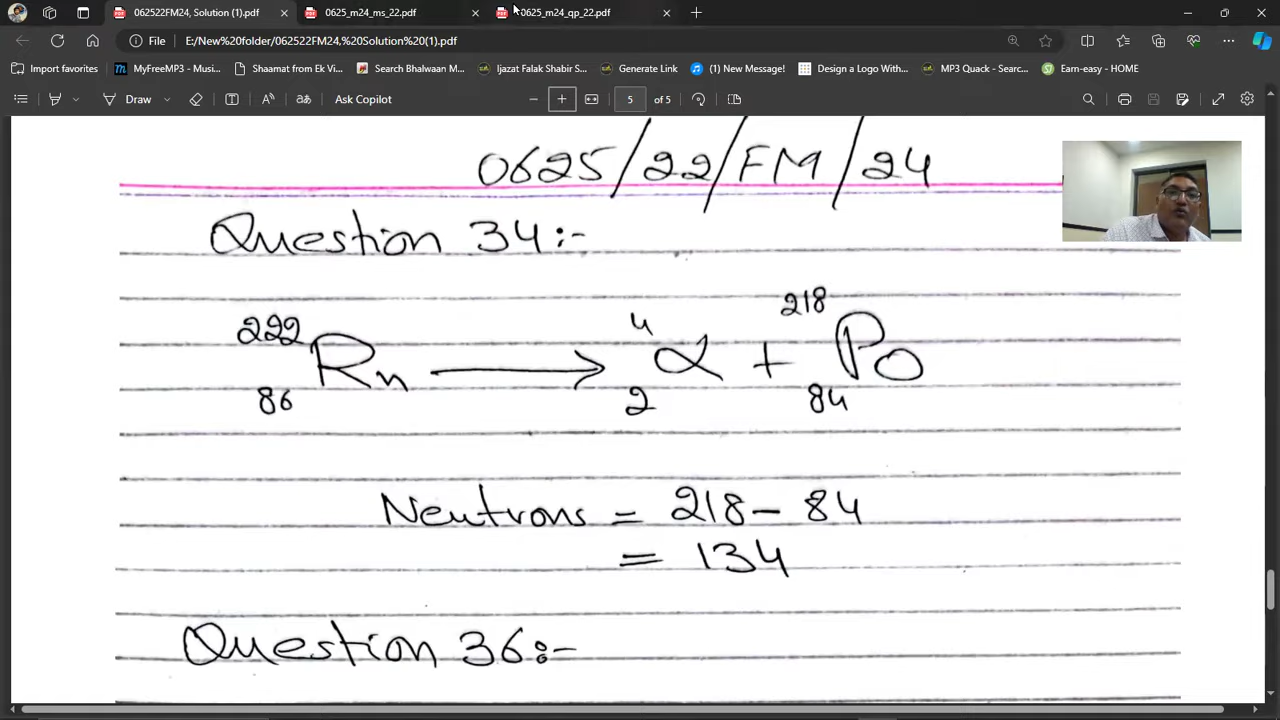 062522FM24, Solution (1).pdf
0625_m24_ms_22.pdf
0625_m24_qp_22.pdf
File
E:/New%20folder/062522FM24,%20Solution%20(1).pdf
Import favorites
MyFreeMP3 - Musi...
Shaamat from Ek Vi...
Search Bhalwaan M...
Ijazat Falak Shabir S...
Generate Link
(1) New Message!
Design a Logo With...
MP3 Quack - Searc...
Earn-easy - HOME
Draw
Ask Copilot
5 of 5
0625/22/FM/24
Question 34:-
222 86 Rn → 4 2 α + 218 84 Po
Neutrons = 218 - 84
= 134
Question 36:-